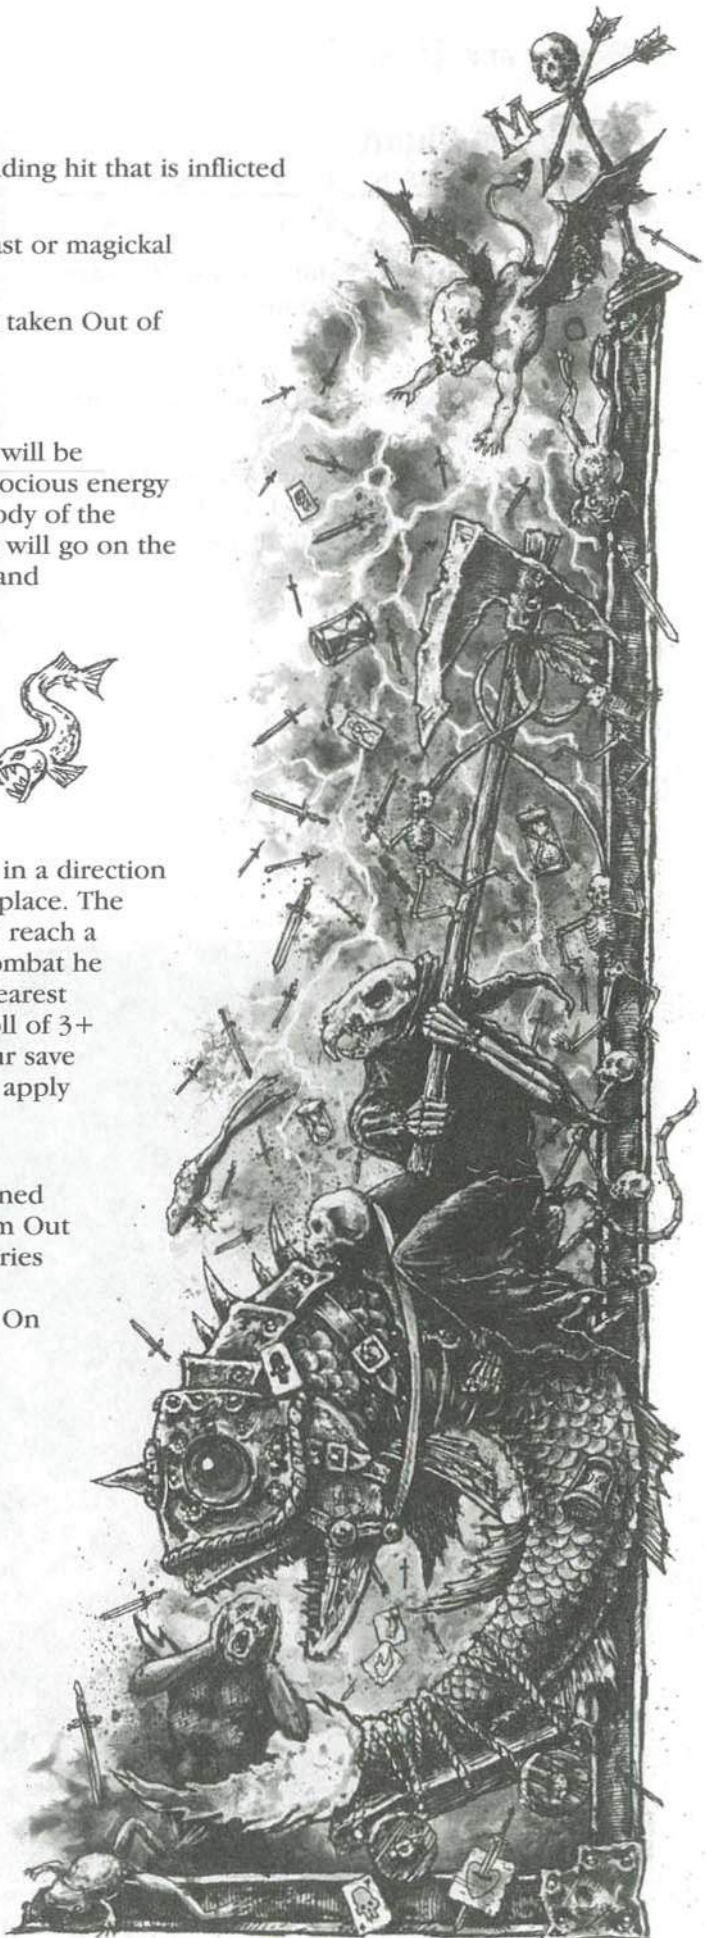 ding hit that is inflicted
ust or magickal
taken Out of
will be
ocious energy
ody of the
will go on the
and
in a direction
place. The
reach a
ombat he
earest
oll of 3+
ur save
apply
ned
m Out
ries
On
M